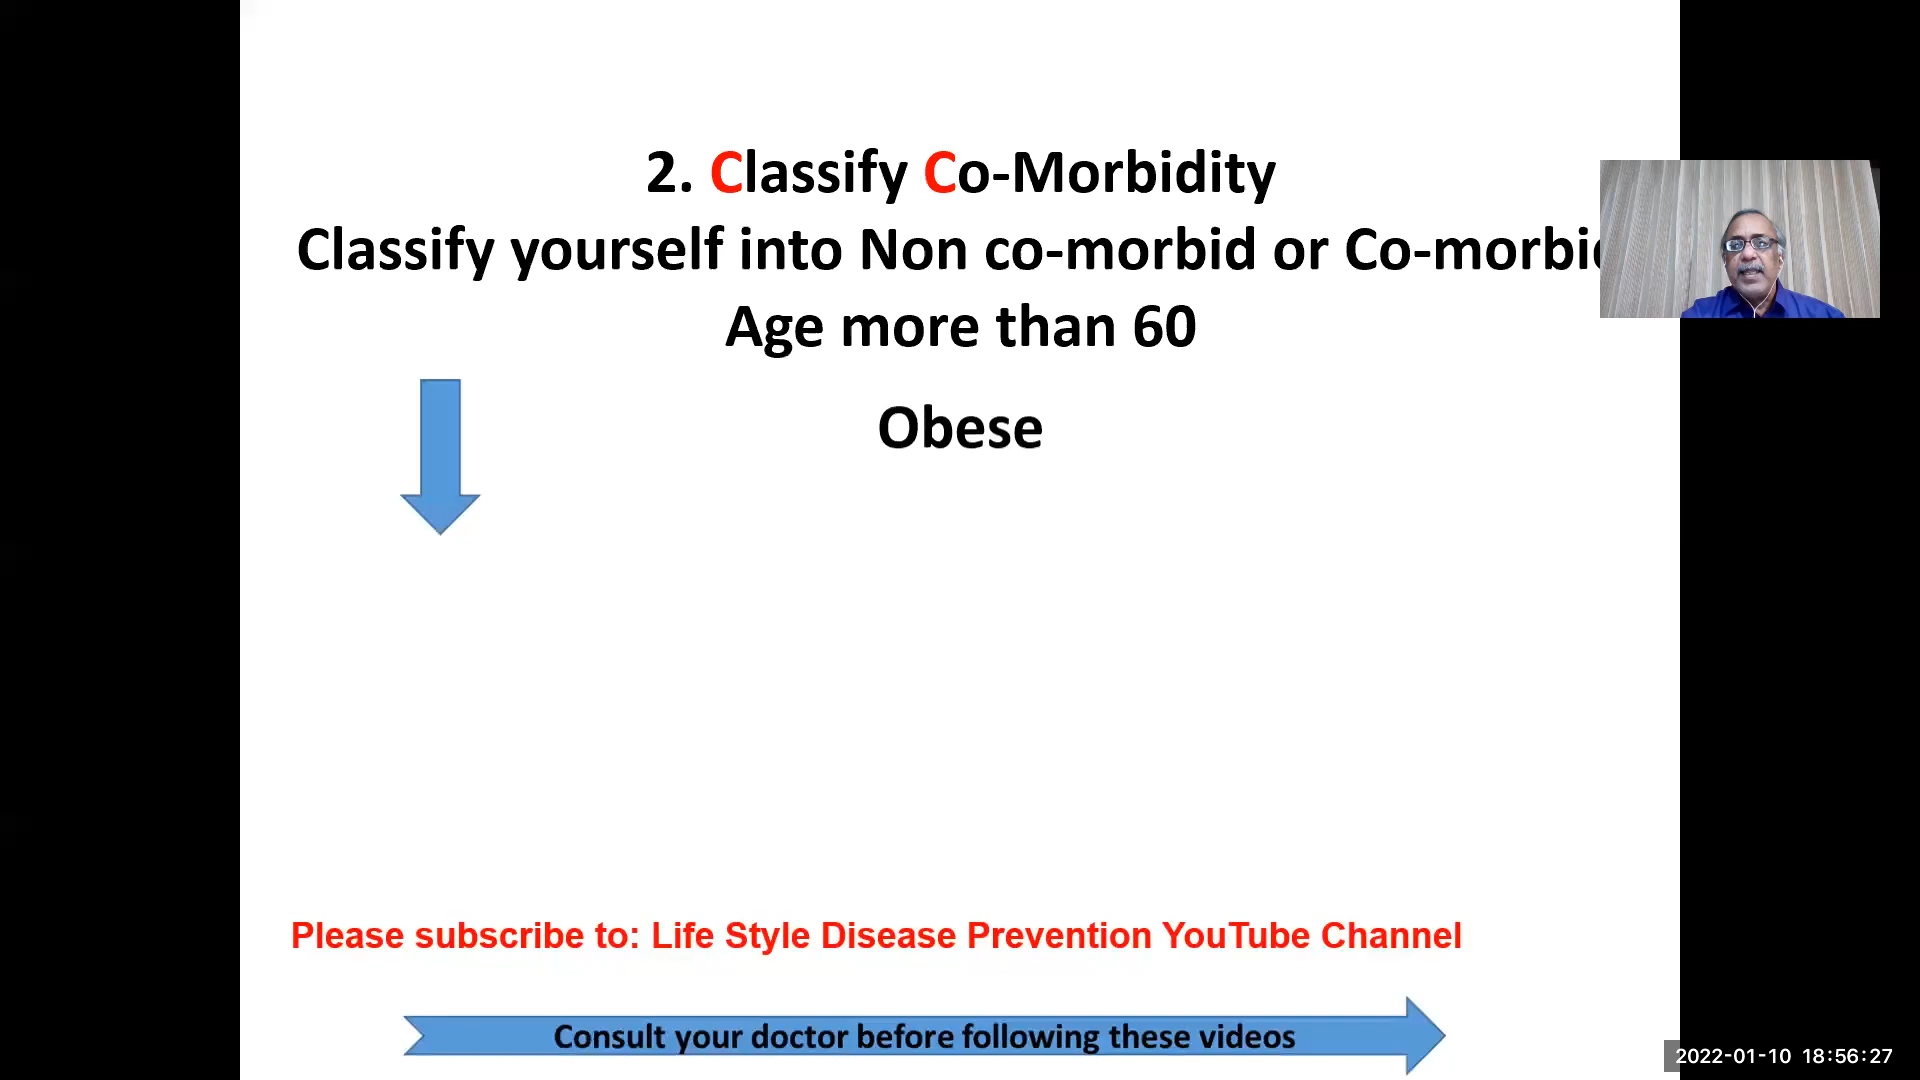 2. Classify Co-Morbidity
Classify yourself into Non co-morbid or Co-morbi
Age more than 60
Obese
Please subscribe to: Life Style Disease Prevention YouTube Channel
Consult your doctor before following these videos
2022-01-10 18:56:27